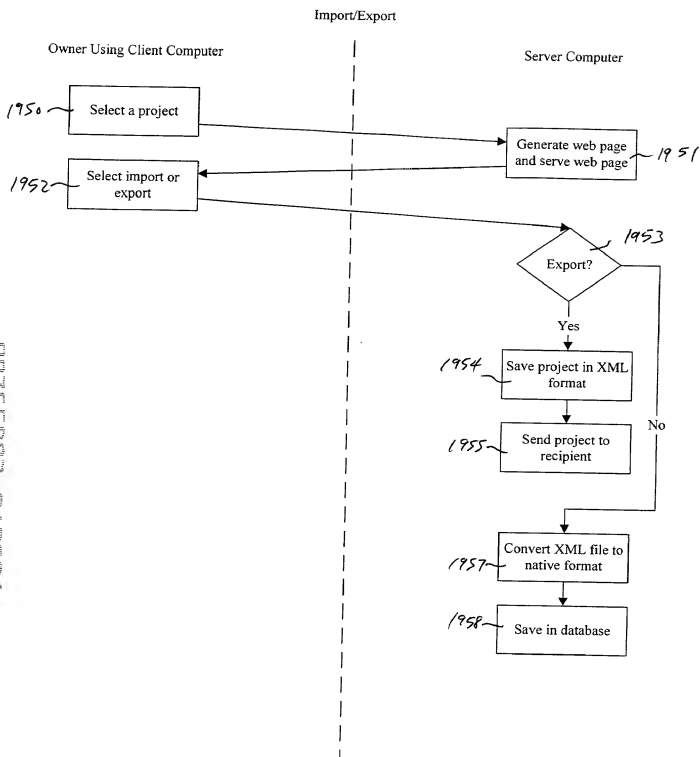 Import/Export
Owner Using Client Computer
Server Computer
1950
Select a project
Generate web page
and serve web page
1951
1952
Select import or
export
1953
Export?
Yes
1954
Save project in XML
format
No
1955
Send project to
recipient
Convert XML file to
native format
1957
1958
Save in database